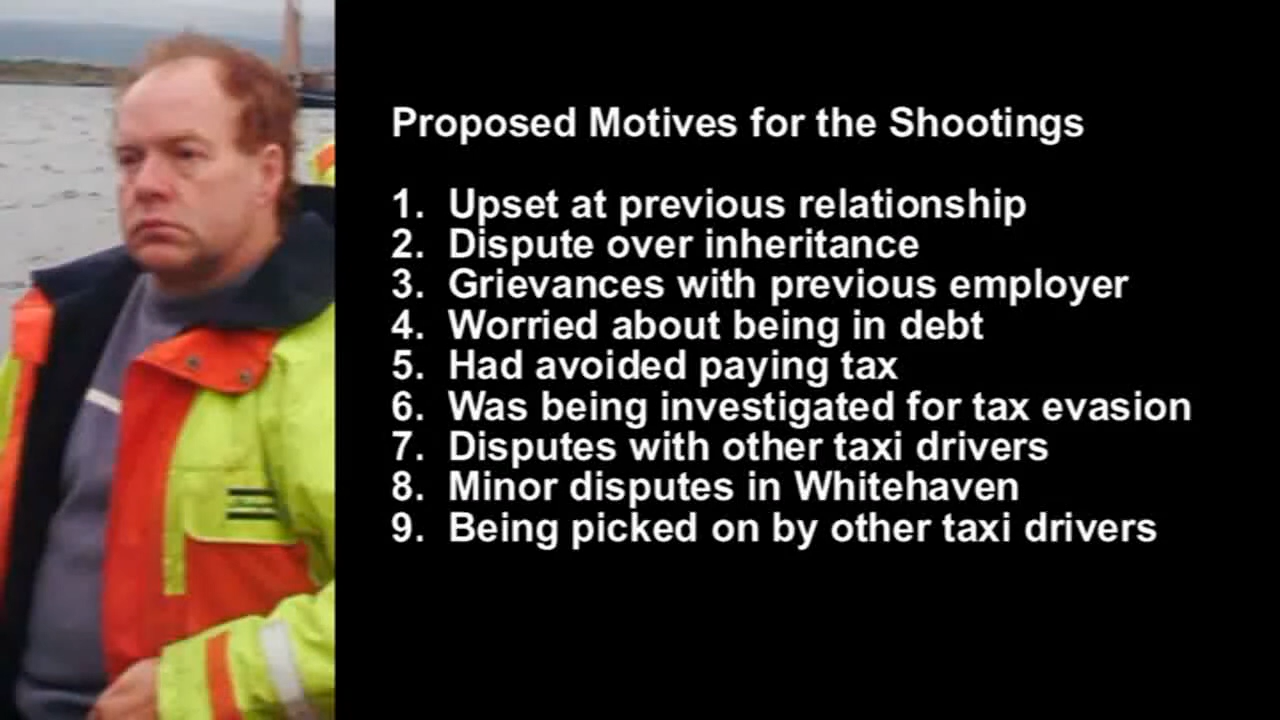 Proposed Motives for the Shootings
1. Upset at previous relationship
2. Dispute over inheritance
3. Grievances with previous employer
4. Worried about being in debt
5. Had avoided paying tax
6. Was being investigated for tax evasion
7. Disputes with other taxi drivers
8. Minor disputes in Whitehaven
9. Being picked on by other taxi drivers